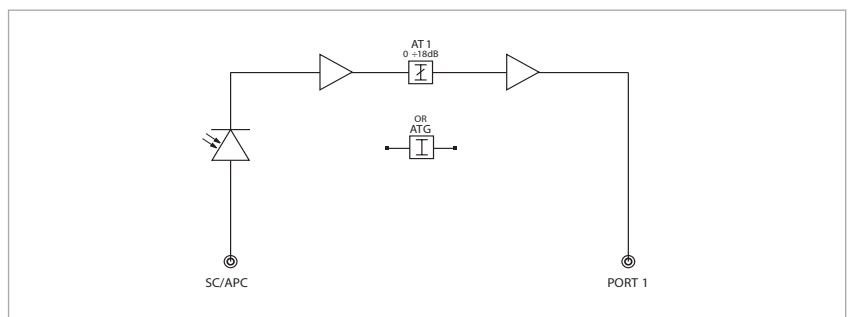 AT 1
0 ÷18dB
OR
ATG
SC/APC
PORT 1